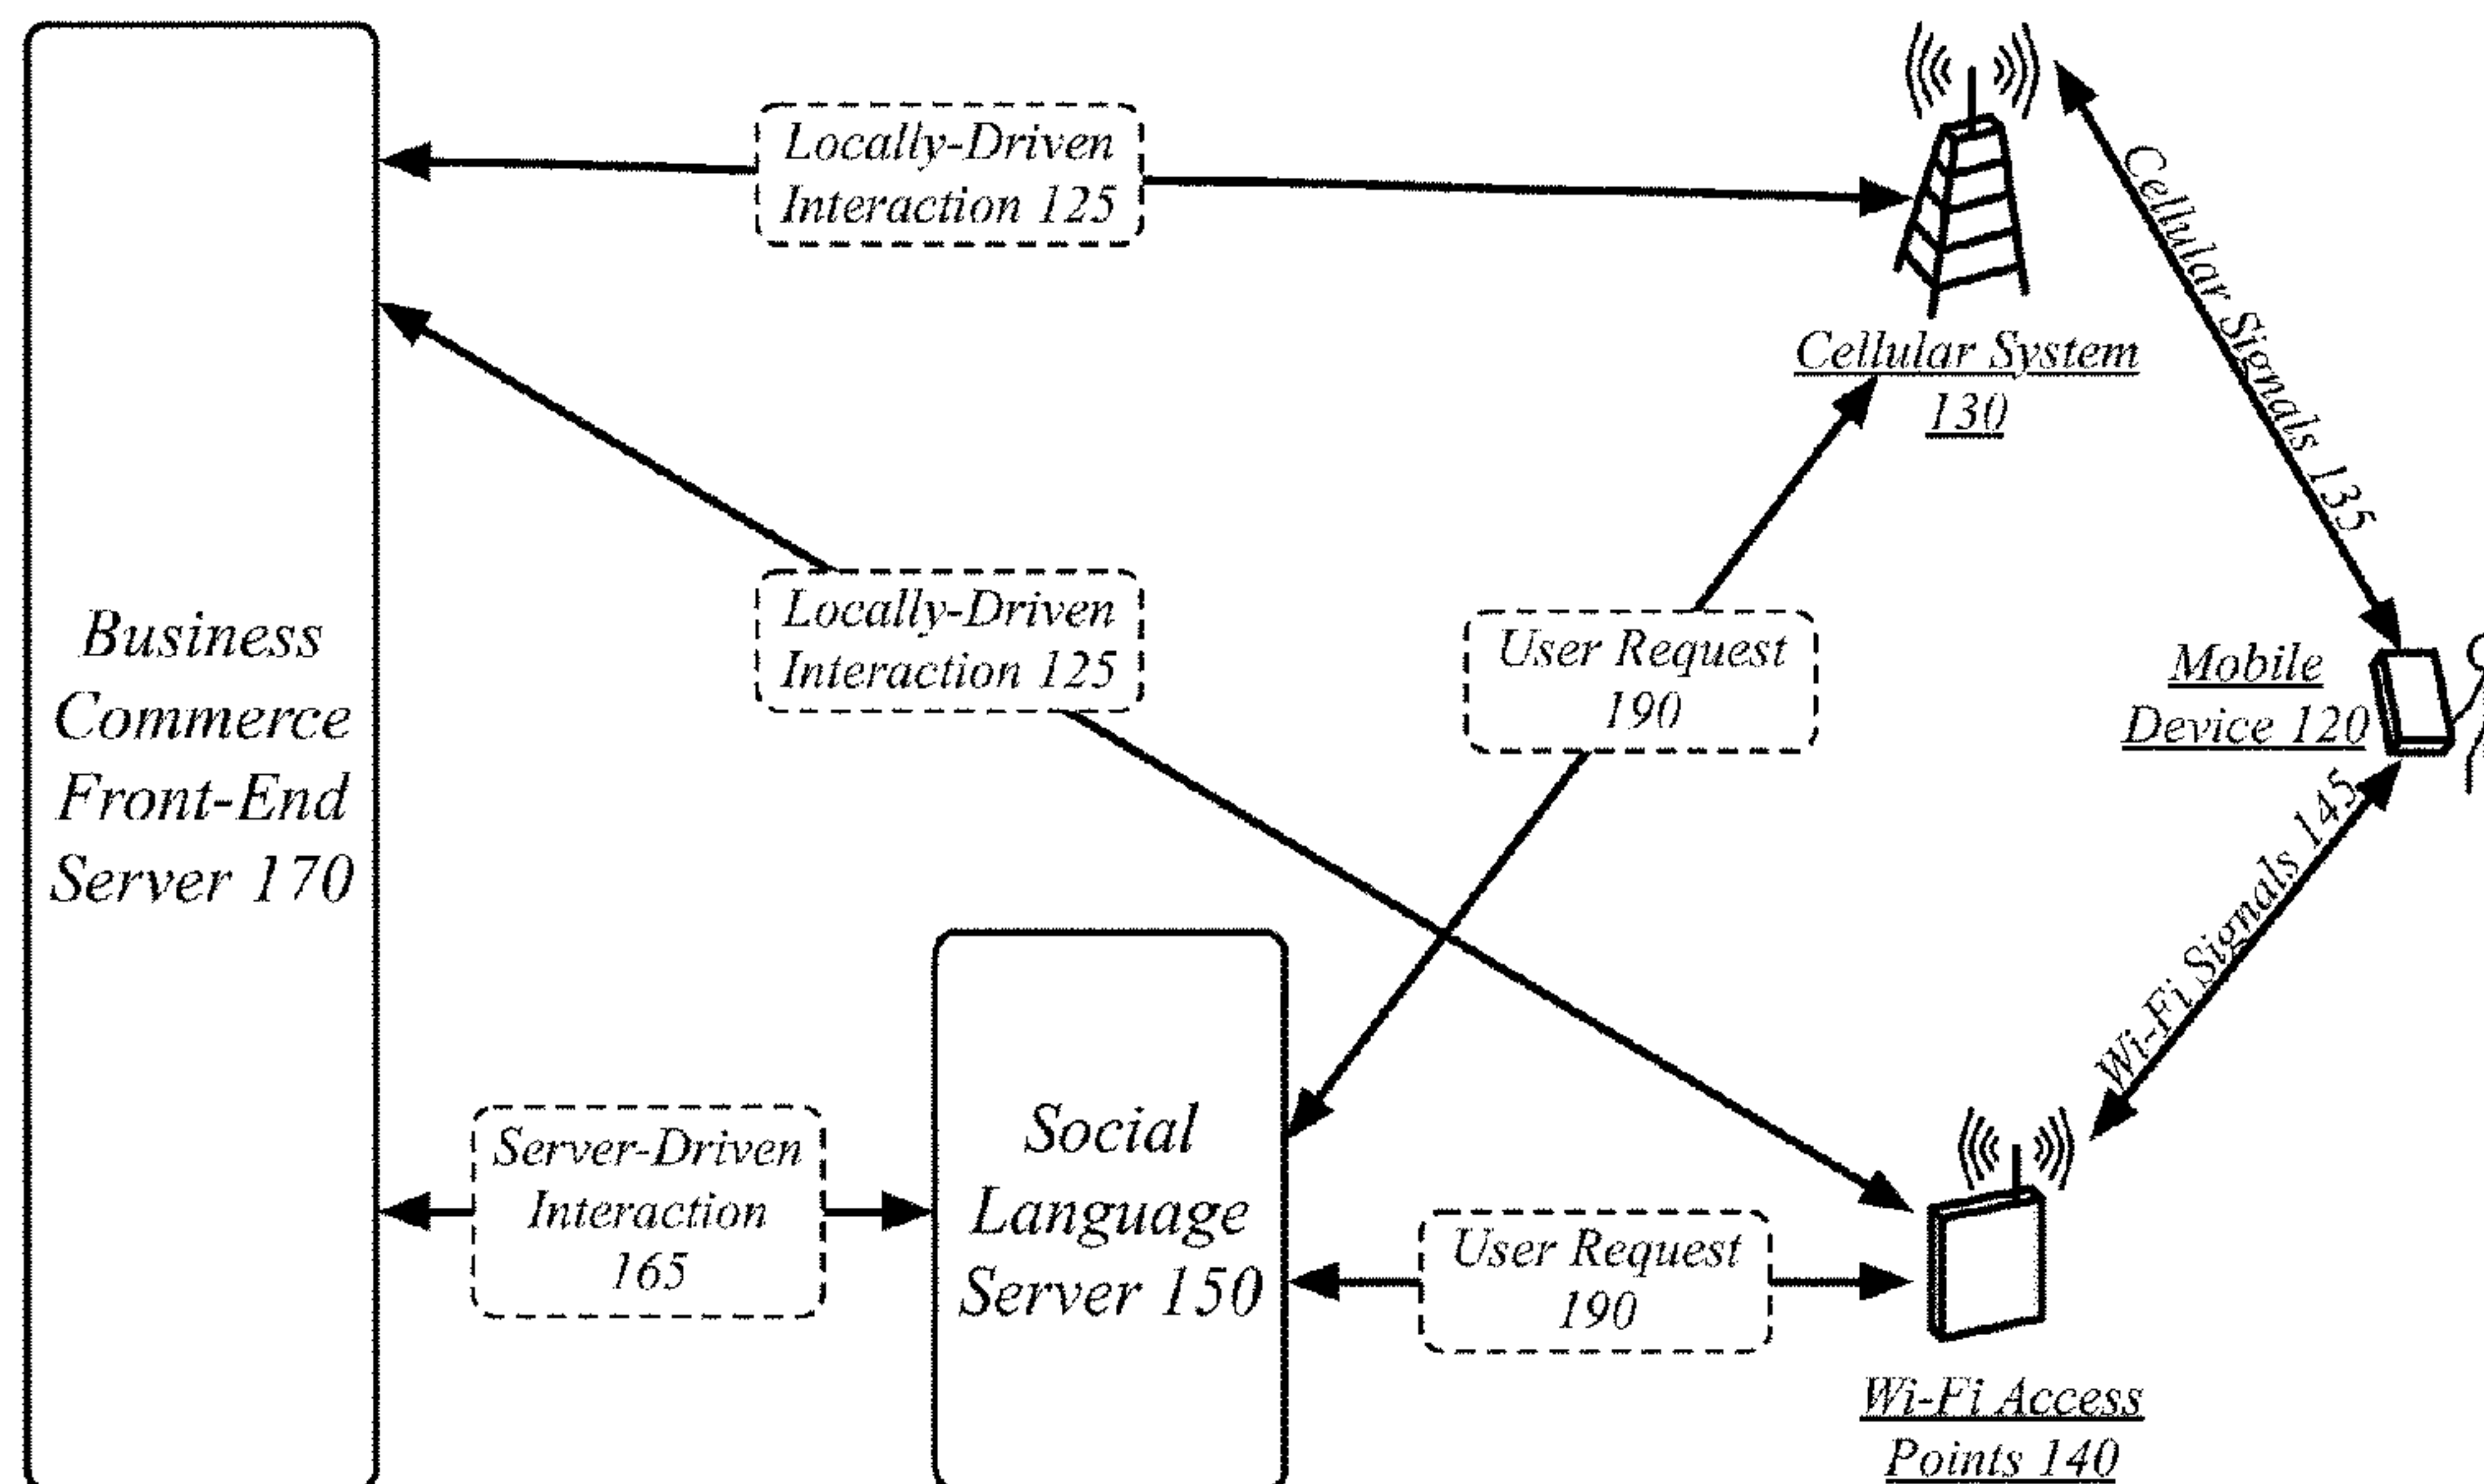 Locally-Driven
Interaction 125
Cellular Signals 135
Cellular System
130
Business
Commerce
Front-End
Server 170
Locally-Driven
Interaction 125
User Request
190
Mobile
Device 120
Wi-Fi Signals 145
Server-Driven
Interaction
165
Social
Language
Server 150
User Request
190
Wi-Fi Access
Points 140